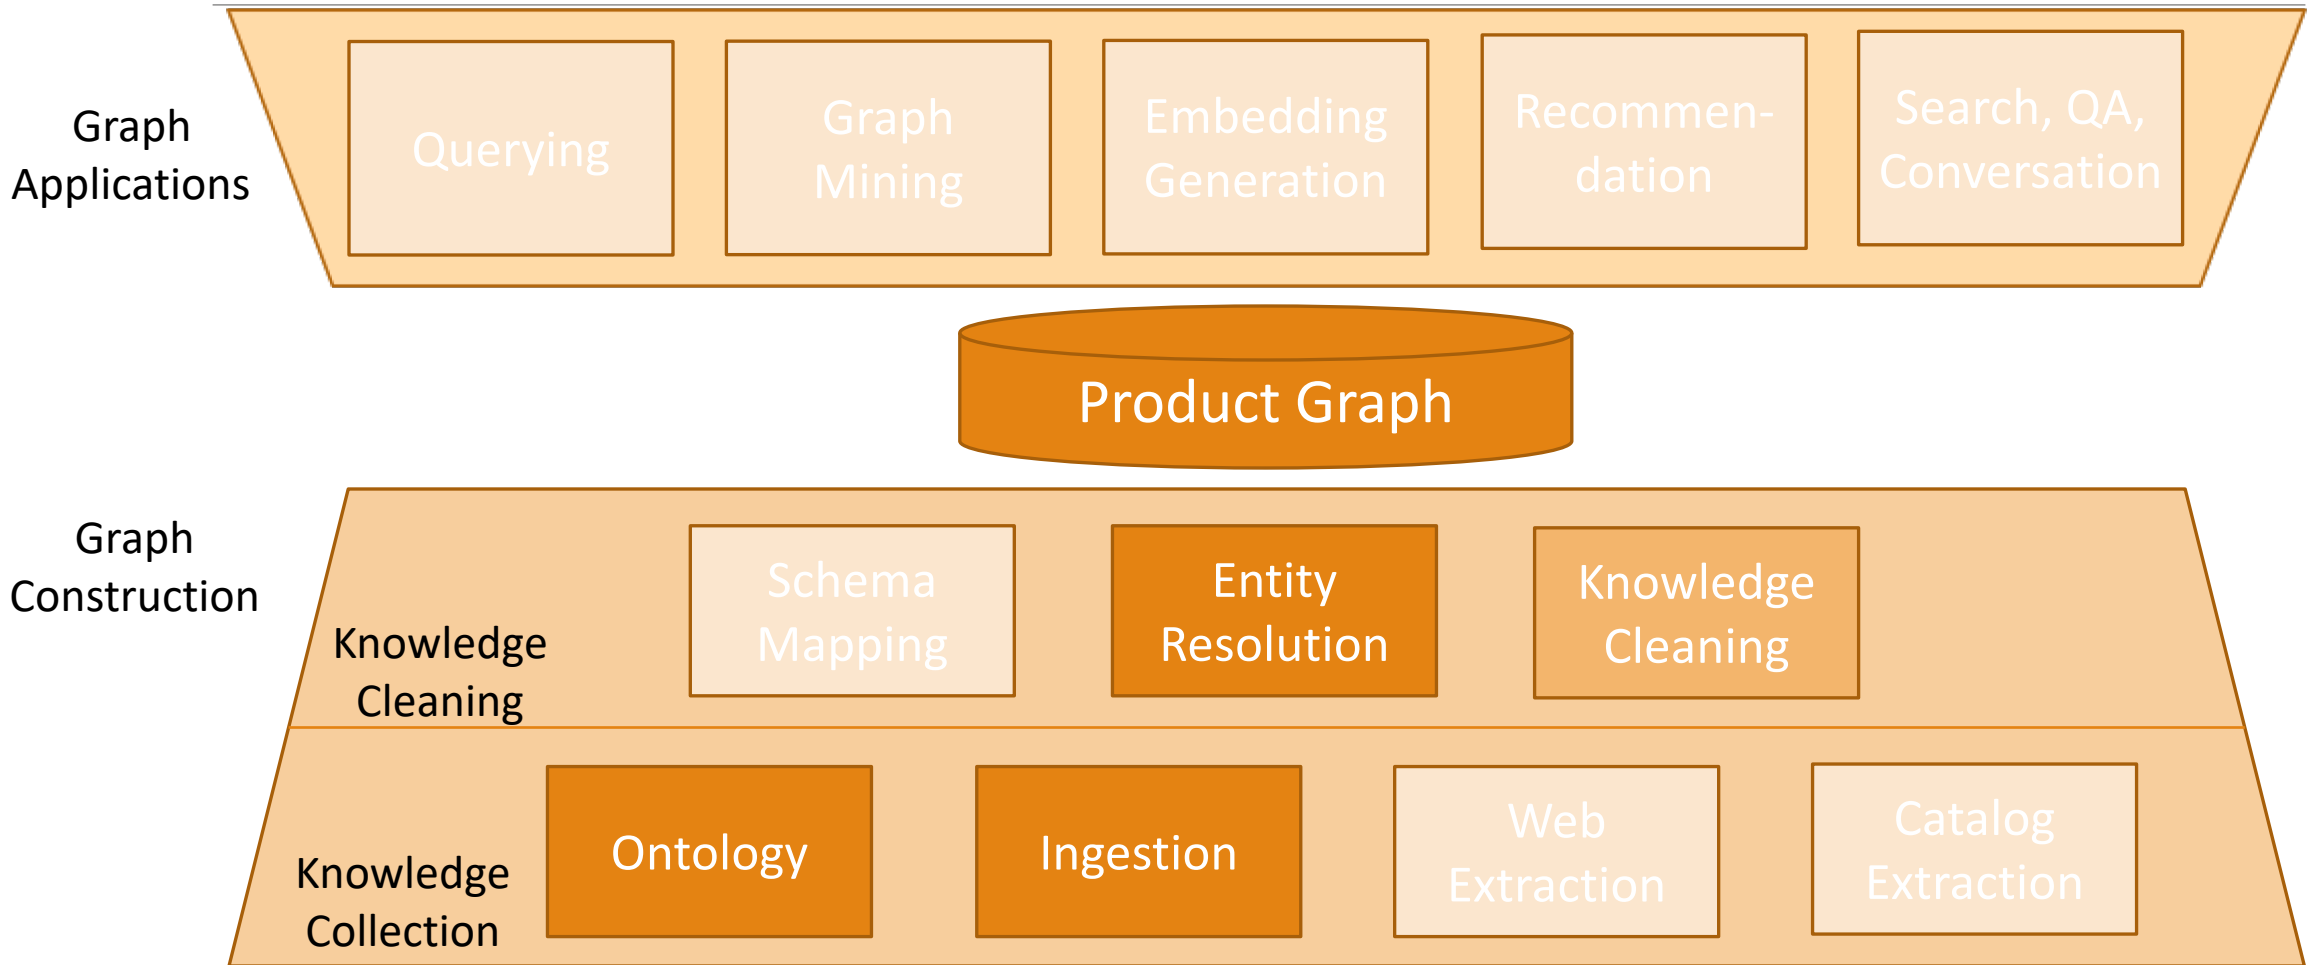 Graph
Applications
Querying
Graph
Mining
Embedding
Generation
Recommen-
dation
Search, QA,
Conversation
Product Graph
Graph
Construction
Knowledge
Cleaning
Schema
Mapping
Entity
Resolution
Knowledge
Cleaning
Knowledge
Collection
Ontology
Ingestion
Web
Extraction
Catalog
Extraction